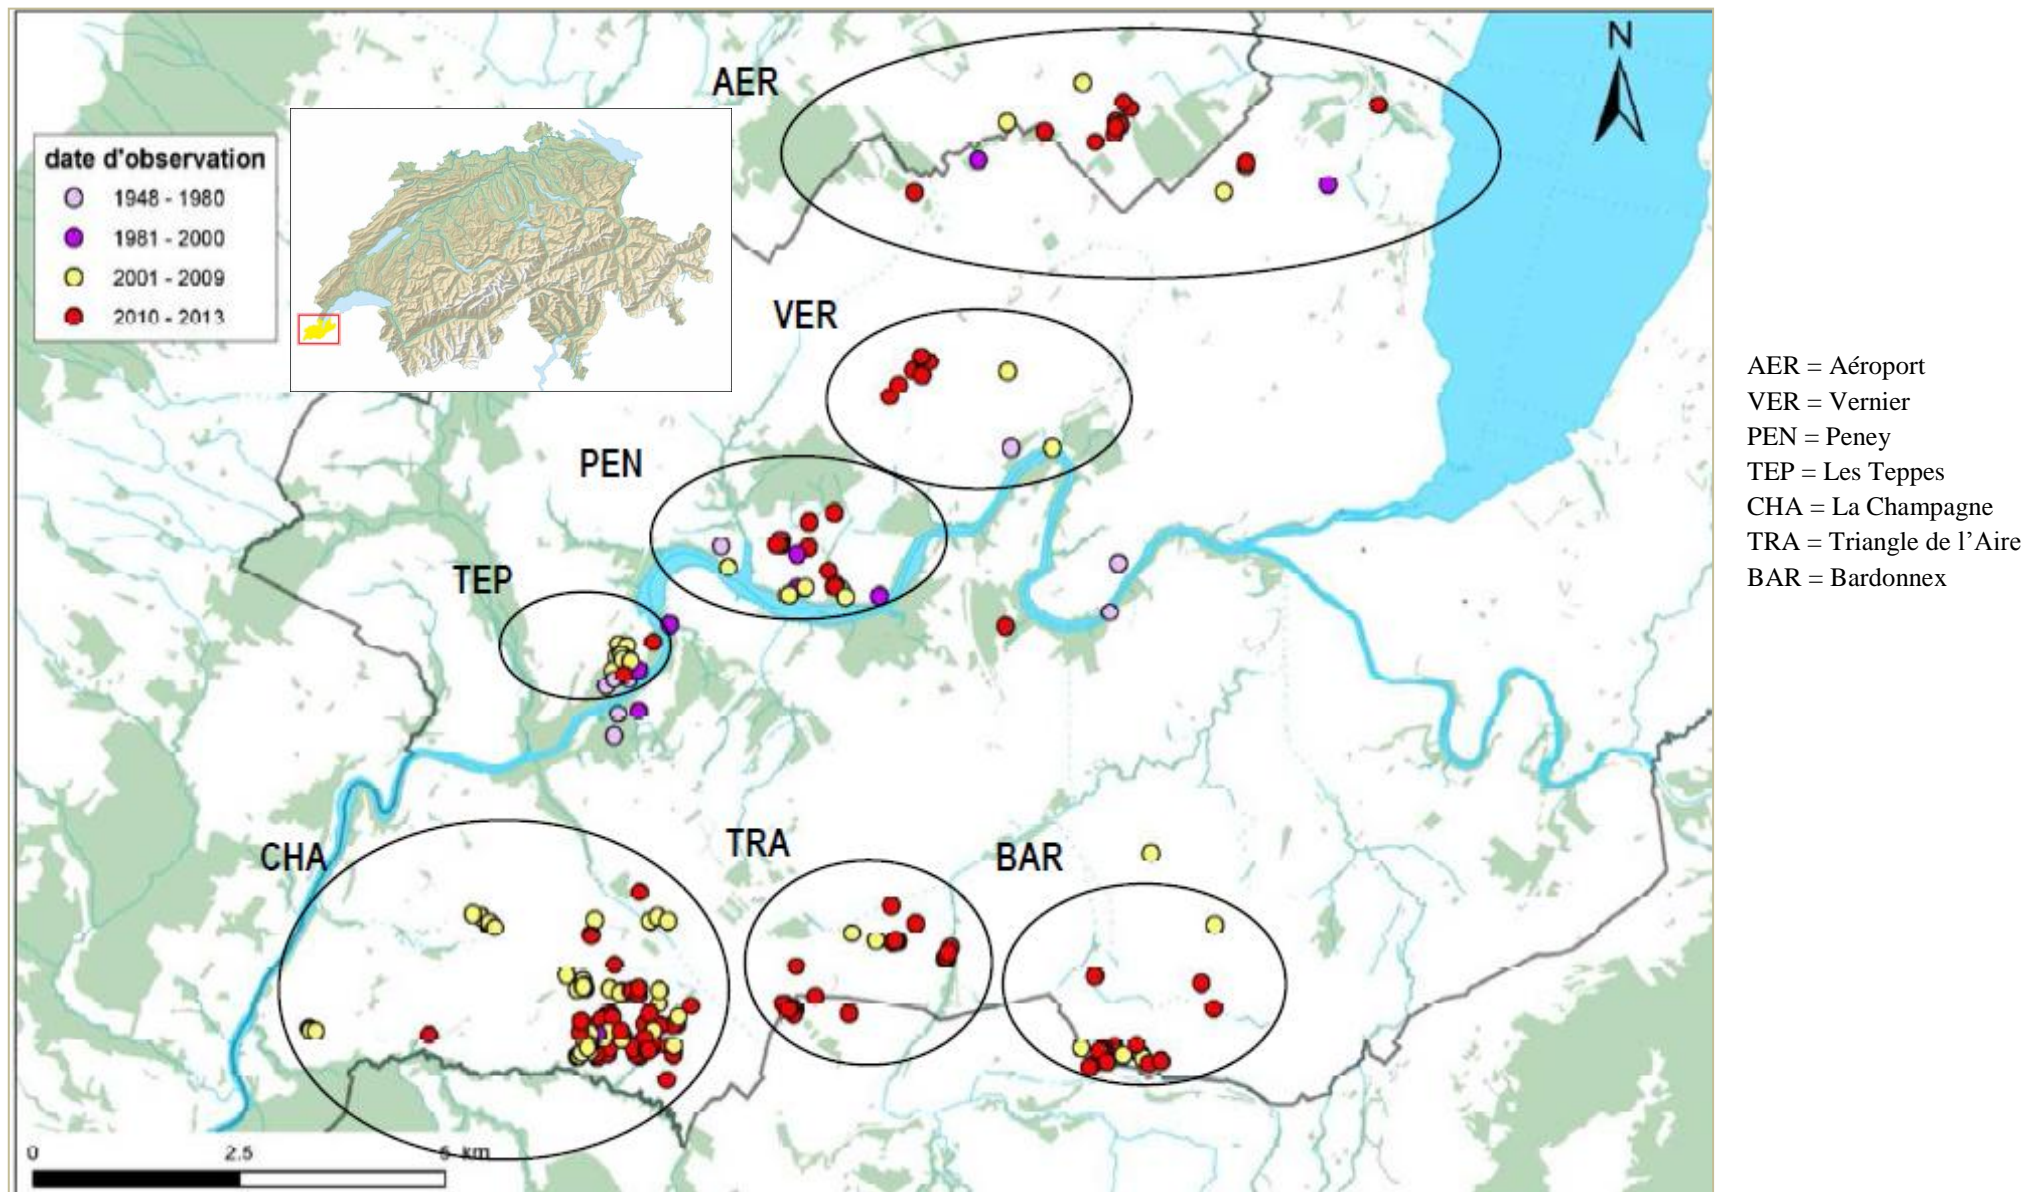 N
AER
date d'observation
1948 - 1980
1981 - 2000
2001 - 2009
2010 - 2013
VER
PEN
TEP
CHA
TRA
BAR
0 2.5 5 km
AER = Aéroport
VER = Vernier
PEN = Peney
TEP = Les Teppes
CHA = La Champagne
TRA = Triangle de l’Aire
BAR = Bardonnex